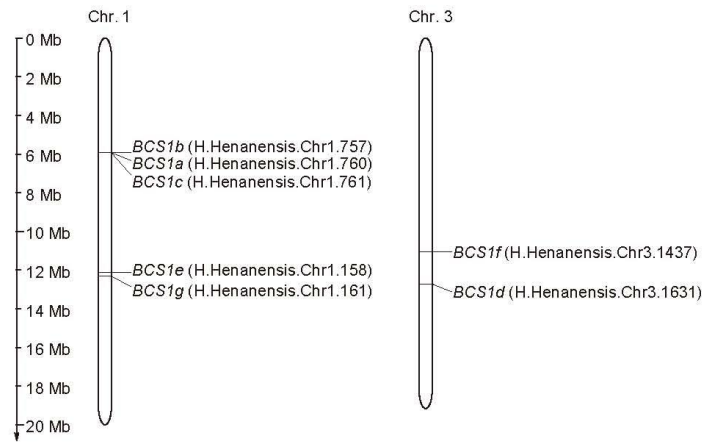 Chr. 1
Chr. 3
0 Mb
2 Mb
4 Mb
6 Mb
8 Mb
10 Mb
12 Mb
14 Mb
16 Mb
18 Mb
20 Mb
BCS1b (H.Henanensis.Chr1.757)
BCS1a (H.Henanensis.Chr1.760)
BCS1c (H.Henanensis.Chr1.761)
BCS1e (H.Henanensis.Chr1.158)
BCS1g (H.Henanensis.Chr1.161)
BCS1f (H.Henanensis.Chr3.1437)
BCS1d (H.Henanensis.Chr3.1631)